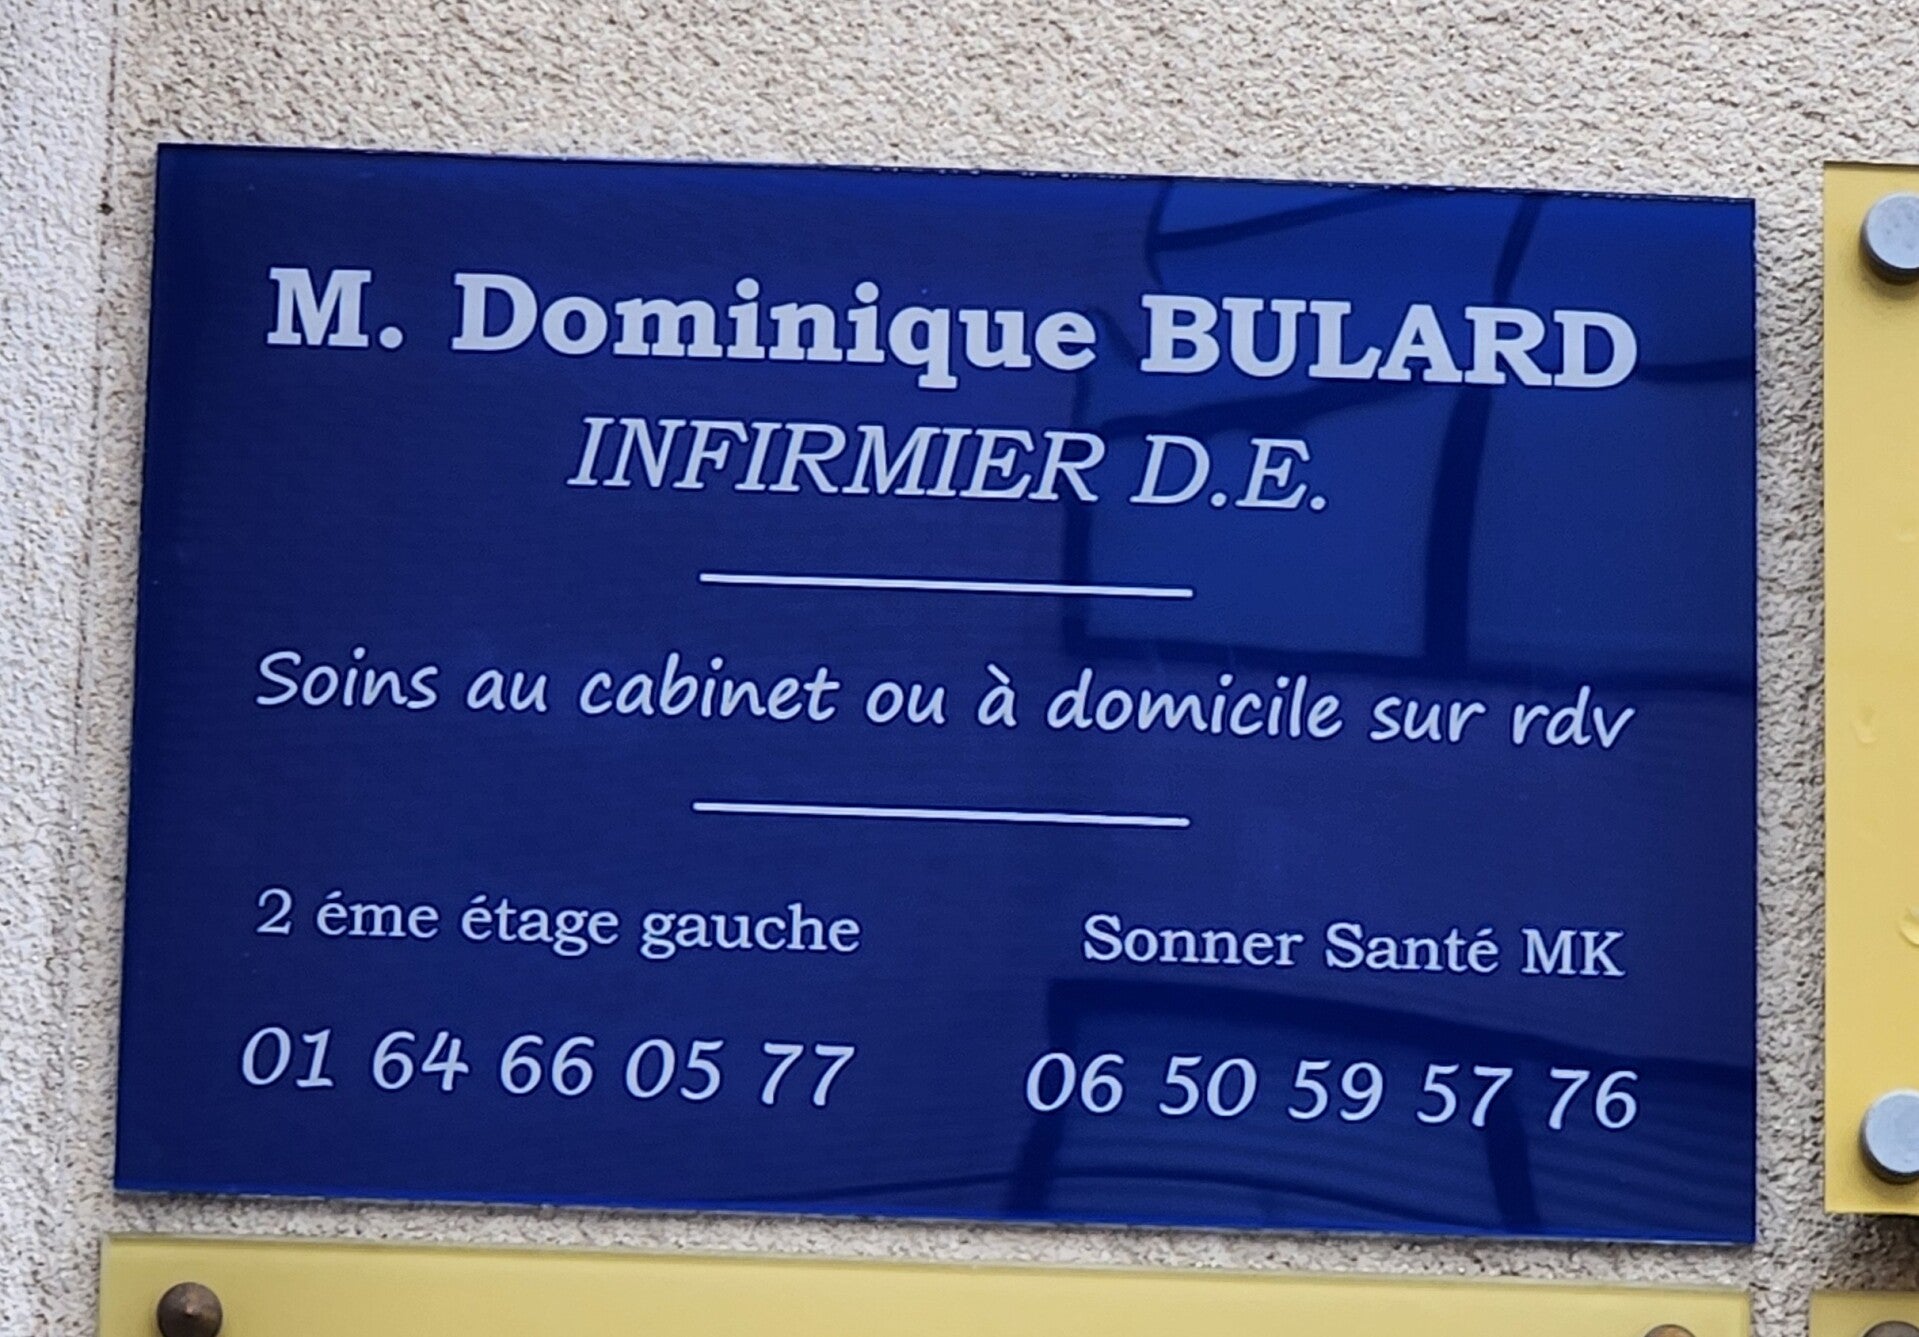 M. Dominique BULARD
INFIRMIER D.E.
Soins au cabinet ou à domicile sur rdv
2 éme étage gauche
Sonner Santé MK
01 64 66 05 77
06 50 59 57 76